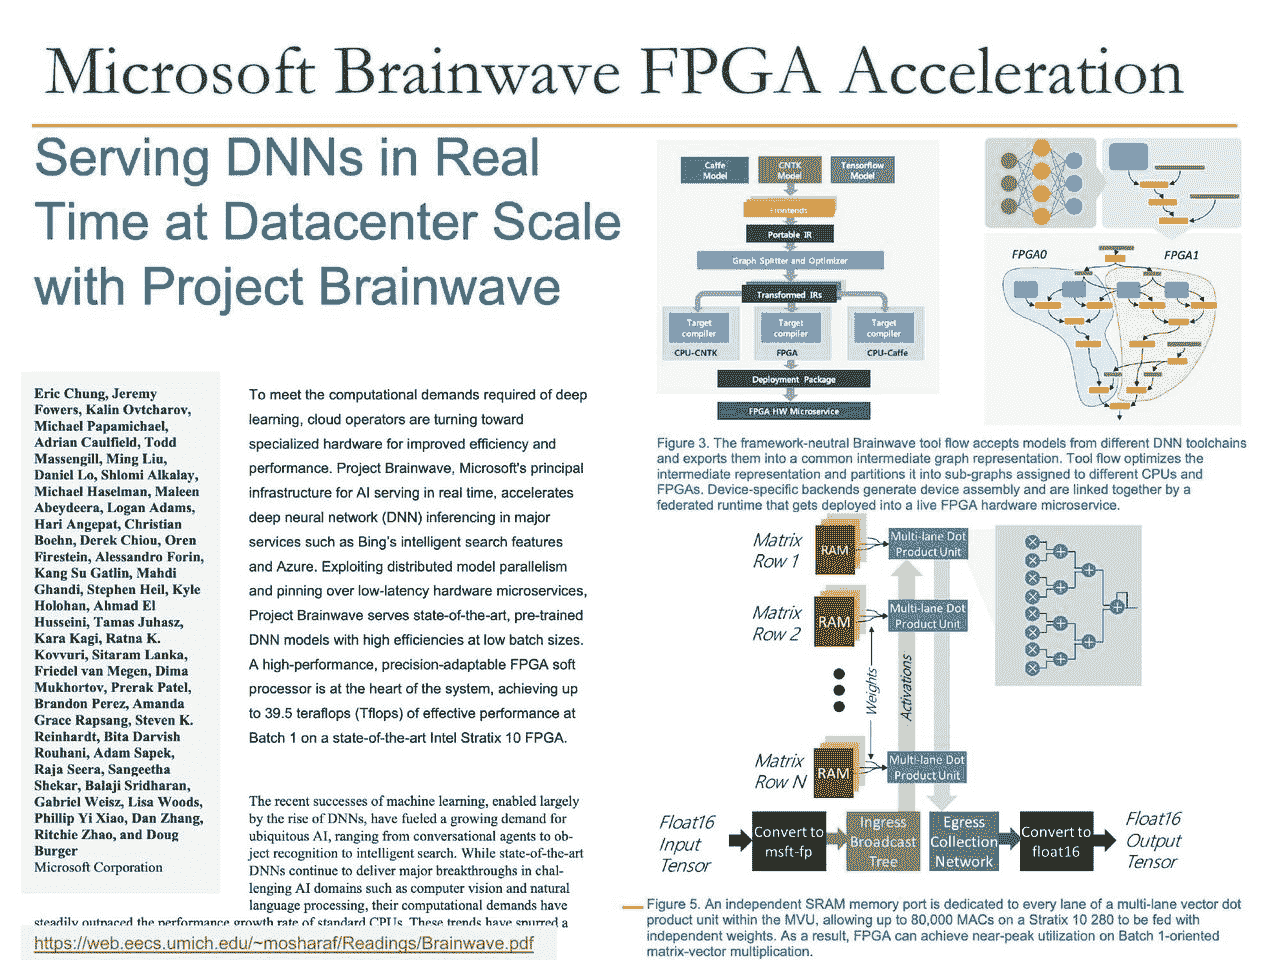 Microsoft Brainwave FPGA Acceleration
Serving DNNs in Real
Time at Datacenter Scale
with Project Brainwave
Eric Chung, Jeremy
Fowers, Kalin Ovtcharov,
Michael Papamichael,
Adrian Caulfield, Todd
Massengill, Ming Liu,
Daniel Lo, Shlomi Alkalay,
Michael Haselman, Maleen
Abeydeera, Logan Adams,
Hari Angepat, Christian
Boehn, Derek Chiou, Oren
Firestein, Alessandro Forin,
Kang Su Gatlin, Mahdi
Ghandi, Stephen Heil, Kyle
Holohan, Ahmad El
Husseini, Tamas Juhasz,
Kara Kagi, Ratna K.
Kovvuri, Sitaram Lanka,
Friedel van Megen, Dima
Mukhortov, Prerak Patel,
Brandon Perez, Amanda
Grace Rapsang, Steven K.
Reinhardt, Bita Darvish
Rouhani, Adam Sapek,
Raja Seera, Sangeetha
Shekar, Balaji Sridharan,
Gabriel Weisz, Lisa Woods,
Phillip Yi Xiao, Dan Zhang,
Ritchie Zhao, and Doug
Burger
Microsoft Corporation
To meet the computational demands required of deep
learning, cloud operators are turning toward
specialized hardware for improved efficiency and
performance. Project Brainwave, Microsoft's principal
infrastructure for AI serving in real time, accelerates
deep neural network (DNN) inferencing in major
services such as Bing's intelligent search features
and Azure. Exploiting distributed model parallelism
and pinning over low-latency hardware microservices,
Project Brainwave serves state-of-the-art, pre-trained
DNN models with high efficiencies at low batch sizes.
A high-performance, precision-adaptable FPGA soft
processor is at the heart of the system, achieving up
to 39.5 teraflops (Tflops) of effective performance at
Batch 1 on a state-of-the-art Intel Stratix 10 FPGA.
The recent successes of machine learning, enabled largely
by the rise of DNNs, have fueled a growing demand for
ubiquitous AI, ranging from conversational agents to ob-
ject recognition to intelligent search. While state-of-the-art
DNNs continue to deliver major breakthroughs in chal-
lenging AI domains such as computer vision and natural
language processing, their computational demands have
steadily outpaced the performance growth rate of standard CPUs. These trends have spurred a
https://web.eecs.umich.edu/~mosharaf/Readings/Brainwave.pdf
Caffe
Model
CNTK
Model
Tensorflow
Model
Frontends
Portable IR
Graph Splitter and Optimizer
Transformed IRs
Target
compiler
Target
compiler
Target
compiler
CPU-CNTK
FPGA
CPU-Caffe
Deployment Package
FPGA HW Microservice
FPGA0
FPGA1
Figure 3. The framework-neutral Brainwave tool flow accepts models from different DNN toolchains
and exports them into a common intermediate graph representation. Tool flow optimizes the
intermediate representation and partitions it into sub-graphs assigned to different CPUs and
FPGAs. Device-specific backends generate device assembly and are linked together by a
federated runtime that gets deployed into a live FPGA hardware microservice.
Matrix
Row 1
RAM
Multi-lane Dot
Product Unit
Matrix
Row 2
RAM
Multi-lane Dot
Product Unit
Weights
Activations
Matrix
Row N
RAM
Multi-lane Dot
Product Unit
Float16
Input
Tensor
Convert to
msft-fp
Ingress
Broadcast
Tree
Egress
Collection
Network
Convert to
float16
Float16
Output
Tensor
Figure 5. An independent SRAM memory port is dedicated to every lane of a multi-lane vector dot
product unit within the MVU, allowing up to 80,000 MACs on a Stratix 10 280 to be fed with
independent weights. As a result, FPGA can achieve near-peak utilization on Batch 1-oriented
matrix-vector multiplication.